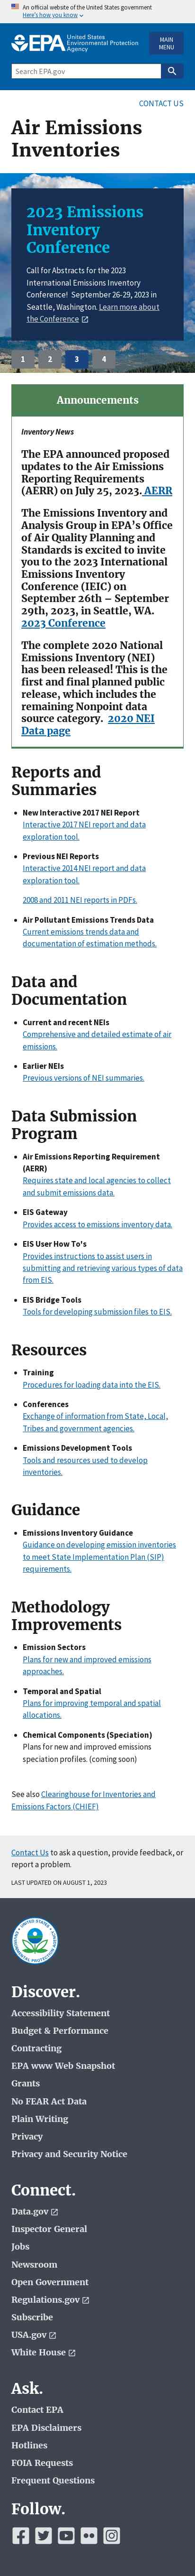 An official website of the United States government
Here's how you know
EPA United States
Environmental Protection
Agency
MAIN
MENU
Search EPA.gov
CONTACT US
Air Emissions
Inventories
2023 Emissions
Inventory
Conference
Call for Abstracts for the 2023
International Emissions Inventory
Conference! September 26-29, 2023 in
Seattle, Washington. Learn more about
the Conference
1 2 3 4
Announcements
Inventory News
The EPA announced proposed
updates to the Air Emissions
Reporting Requirements
(AERR) on July 25, 2023. AERR
The Emissions Inventory and
Analysis Group in EPA's Office
of Air Quality Planning and
Standards would like to invite
you to the 2023 International
Emissions Inventory
Conference (IEIC) on
September 26th – September
29th, 2023, in Seattle, WA.
2023 Conference
The complete 2020 National
Emissions Inventory (NEI)
has been released! This is the
first and final planned public
release, which includes the
remaining Nonpoint data
source category. 2020 NEI
Data page
Reports and
Summaries
• New Interactive 2017 NEI Report
Interactive 2017 NEI report and data
exploration tool.
• Previous NEI Reports
Interactive 2014 NEI report and data
exploration tool.
2008 and 2011 NEI reports in PDFs.
• Air Pollutant Emissions Trends Data
Current emissions trends data and
documentation of estimation methods.
Data and
Documentation
• Current and recent NEIs
Comprehensive and detailed estimate of air
emissions.
• Earlier NEIs
Previous versions of NEI summaries.
Data Submission
Program
• Air Emissions Reporting Requirement
(AERR)
Requires state and local agencies to collect
and submit emissions data.
• EIS Gateway
Provides access to emissions inventory data.
• EIS User How To's
Provides instructions to assist users in
submitting and retrieving various types of data
from EIS.
• EIS Bridge Tools
Tools for developing submission files to EIS.
Resources
• Training
Procedures for loading data into the EIS.
• Conferences
Exchange of information from State, Local,
Tribes and government agencies.
• Emissions Development Tools
Tools and resources used to develop
inventories.
Guidance
• Emissions Inventory Guidance
Guidance on developing emission inventories
to meet State Implementation Plan (SIP)
requirements.
Methodology
Improvements
• Emission Sectors
Plans for new and improved emissions
approaches.
• Temporal and Spatial
Plans for improving temporal and spatial
allocations.
• Chemical Components (Speciation)
Plans for new and improved emissions
speciation profiles. (coming soon)
See also Clearinghouse for Inventories and
Emissions Factors (CHIEF)
Contact Us to ask a question, provide feedback, or
report a problem.
LAST UPDATED ON AUGUST 1, 2023
Discover.
Accessibility Statement
Budget & Performance
Contracting
EPA www Web Snapshot
Grants
No FEAR Act Data
Plain Writing
Privacy
Privacy and Security Notice
Connect.
Data.gov
Inspector General
Jobs
Newsroom
Open Government
Regulations.gov
Subscribe
USA.gov
White House
Ask.
Contact EPA
EPA Disclaimers
Hotlines
FOIA Requests
Frequent Questions
Follow.